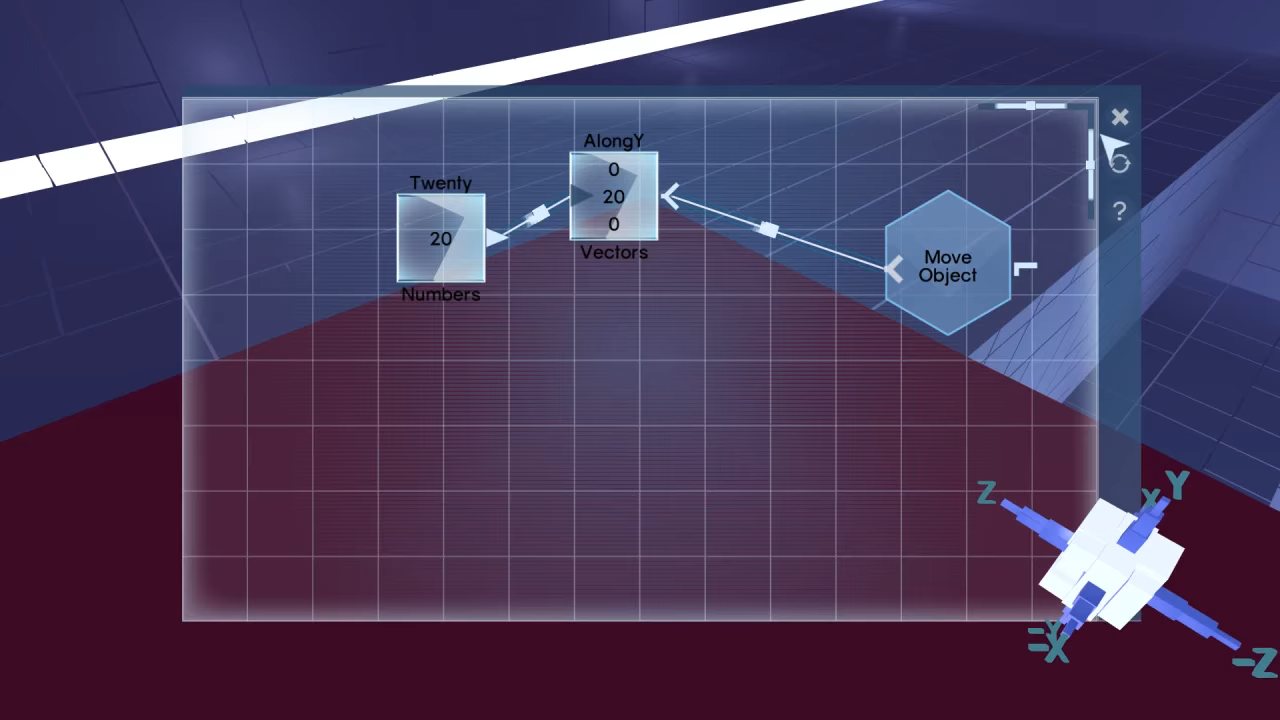 AlongY
0
20
0
Vectors
Twenty
20
Numbers
Move
Object
?
Z
X
Y
-Y
-X
-Z